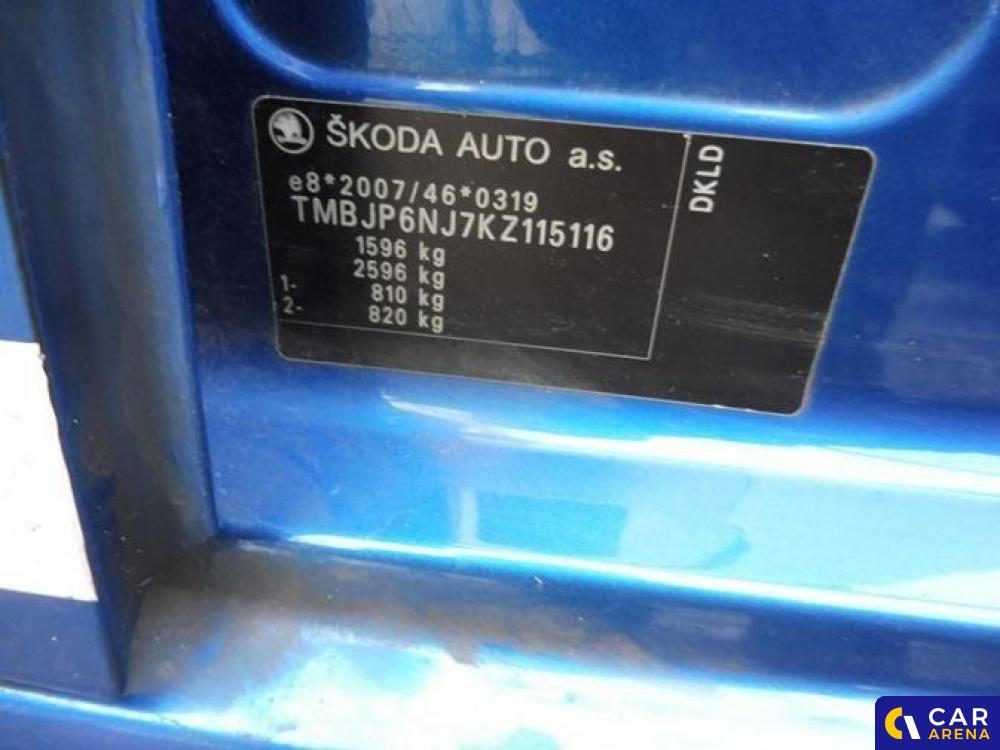 ŠKODA AUTO a.s.
e8*2007/46*0319
TMBJP6NJ7KZ115116
1596 kg
2596 kg
1- 810 kg
2- 820 kg
DKLD
CAR
ARENA